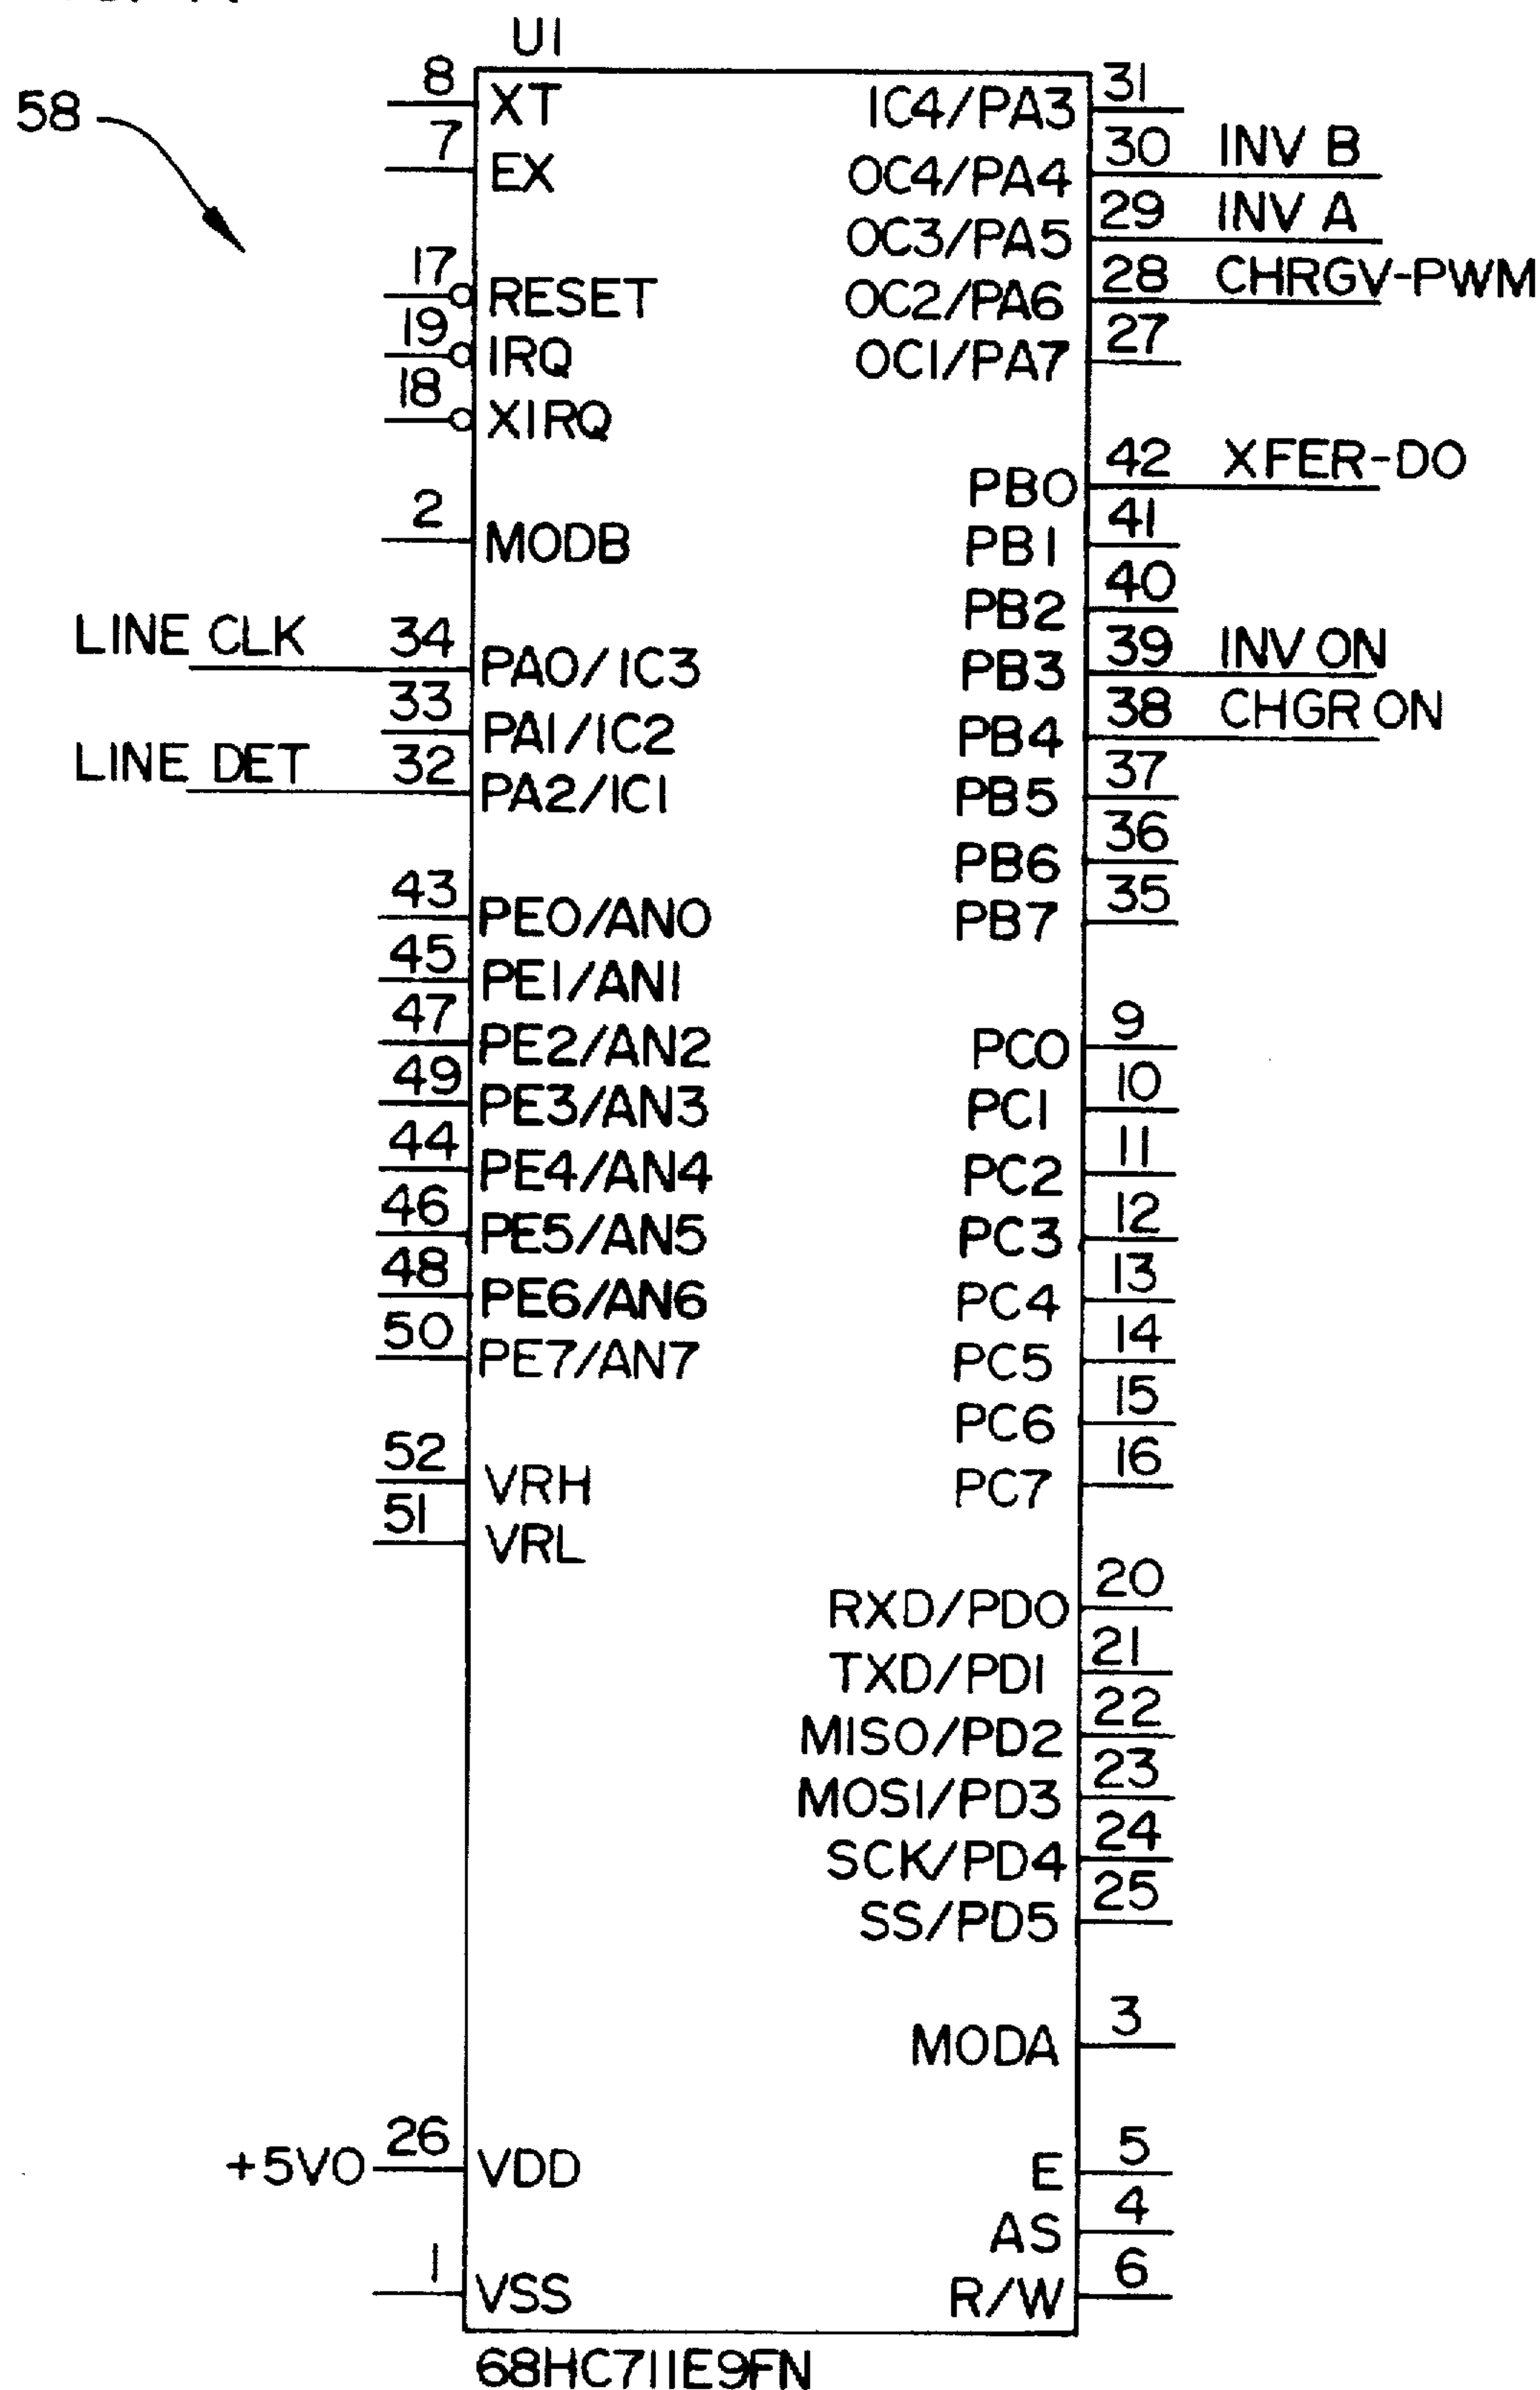 U1
58
8 XT
7 EX
17 RESET
19 IRQ
18 XIRQ
2 MODB
LINE CLK 34 PA0/IC3
33 PA1/IC2
LINE DET 32 PA2/IC1
43 PE0/AN0
45 PE1/AN1
47 PE2/AN2
49 PE3/AN3
44 PE4/AN4
46 PE5/AN5
48 PE6/AN6
50 PE7/AN7
52 VRH
51 VRL
+5V0 26 VDD
1 VSS
IC4/PA3 31
OC4/PA4 30 INV B
OC3/PA5 29 INV A
OC2/PA6 28 CHRGV-PWM
OC1/PA7 27
PB0 42 XFER-DO
PB1 41
PB2 40
PB3 39 INV ON
PB4 38 CHGR ON
PB5 37
PB6 36
PB7 35
PC0 9
PC1 10
PC2 11
PC3 12
PC4 13
PC5 14
PC6 15
PC7 16
RXD/PD0 20
TXD/PD1 21
MISO/PD2 22
MOSI/PD3 23
SCK/PD4 24
SS/PD5 25
MODA 3
E 5
AS 4
R/W 6
68HC711E9FN